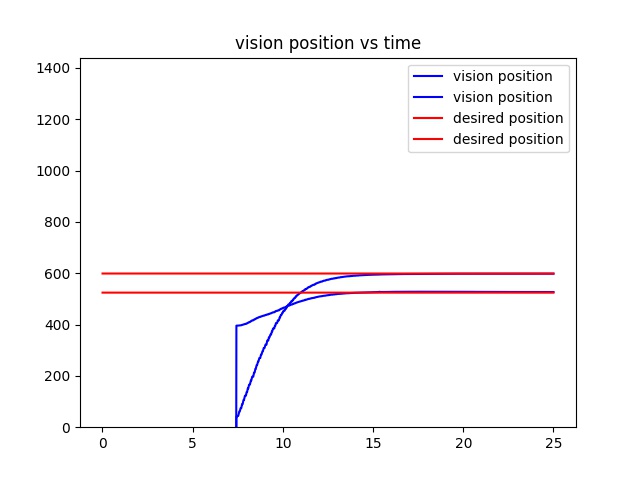 vision position vs time
1400
1200
1000
800
600
400
200
0
vision position
vision position
desired position
desired position
0 5 10 15 20 25